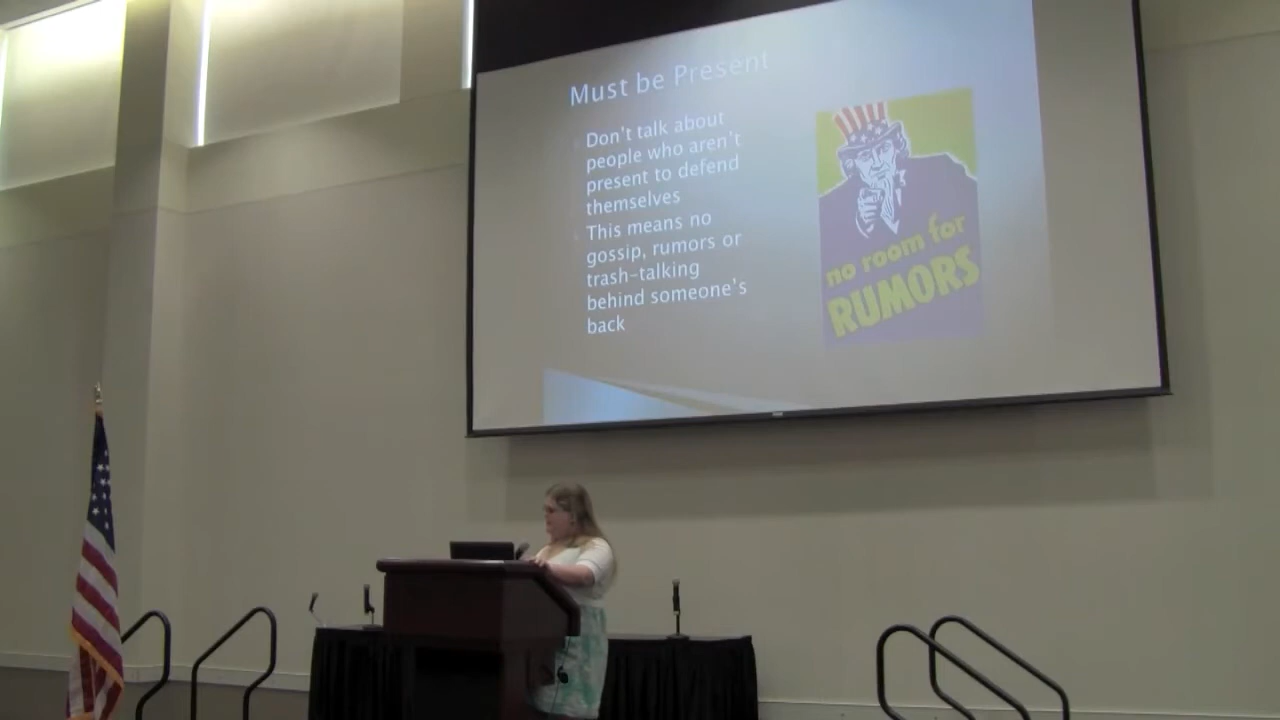 Must be Present
Don't talk about
people who aren't
present to defend
themselves
This means no
gossip, rumors or
trash-talking
behind someone's
back
no room for
RUMORS